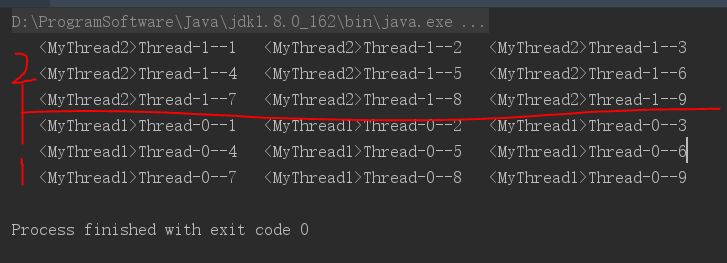 D:\ProgramSoftware\Java\jdk1.8.0_162\bin\java.exe ...
<MyThread2>Thread-1--1 <MyThread2>Thread-1--2 <MyThread2>Thread-1--3
2 <MyThread2>Thread-1--4 <MyThread2>Thread-1--5 <MyThread2>Thread-1--6
<MyThread2>Thread-1--7 <MyThread2>Thread-1--8 <MyThread2>Thread-1--9
<MyThread1>Thread-0--1 <MyThread1>Thread-0--2 <MyThread1>Thread-0--3
<MyThread1>Thread-0--4 <MyThread1>Thread-0--5 <MyThread1>Thread-0--6
1 <MyThread1>Thread-0--7 <MyThread1>Thread-0--8 <MyThread1>Thread-0--9
Process finished with exit code 0